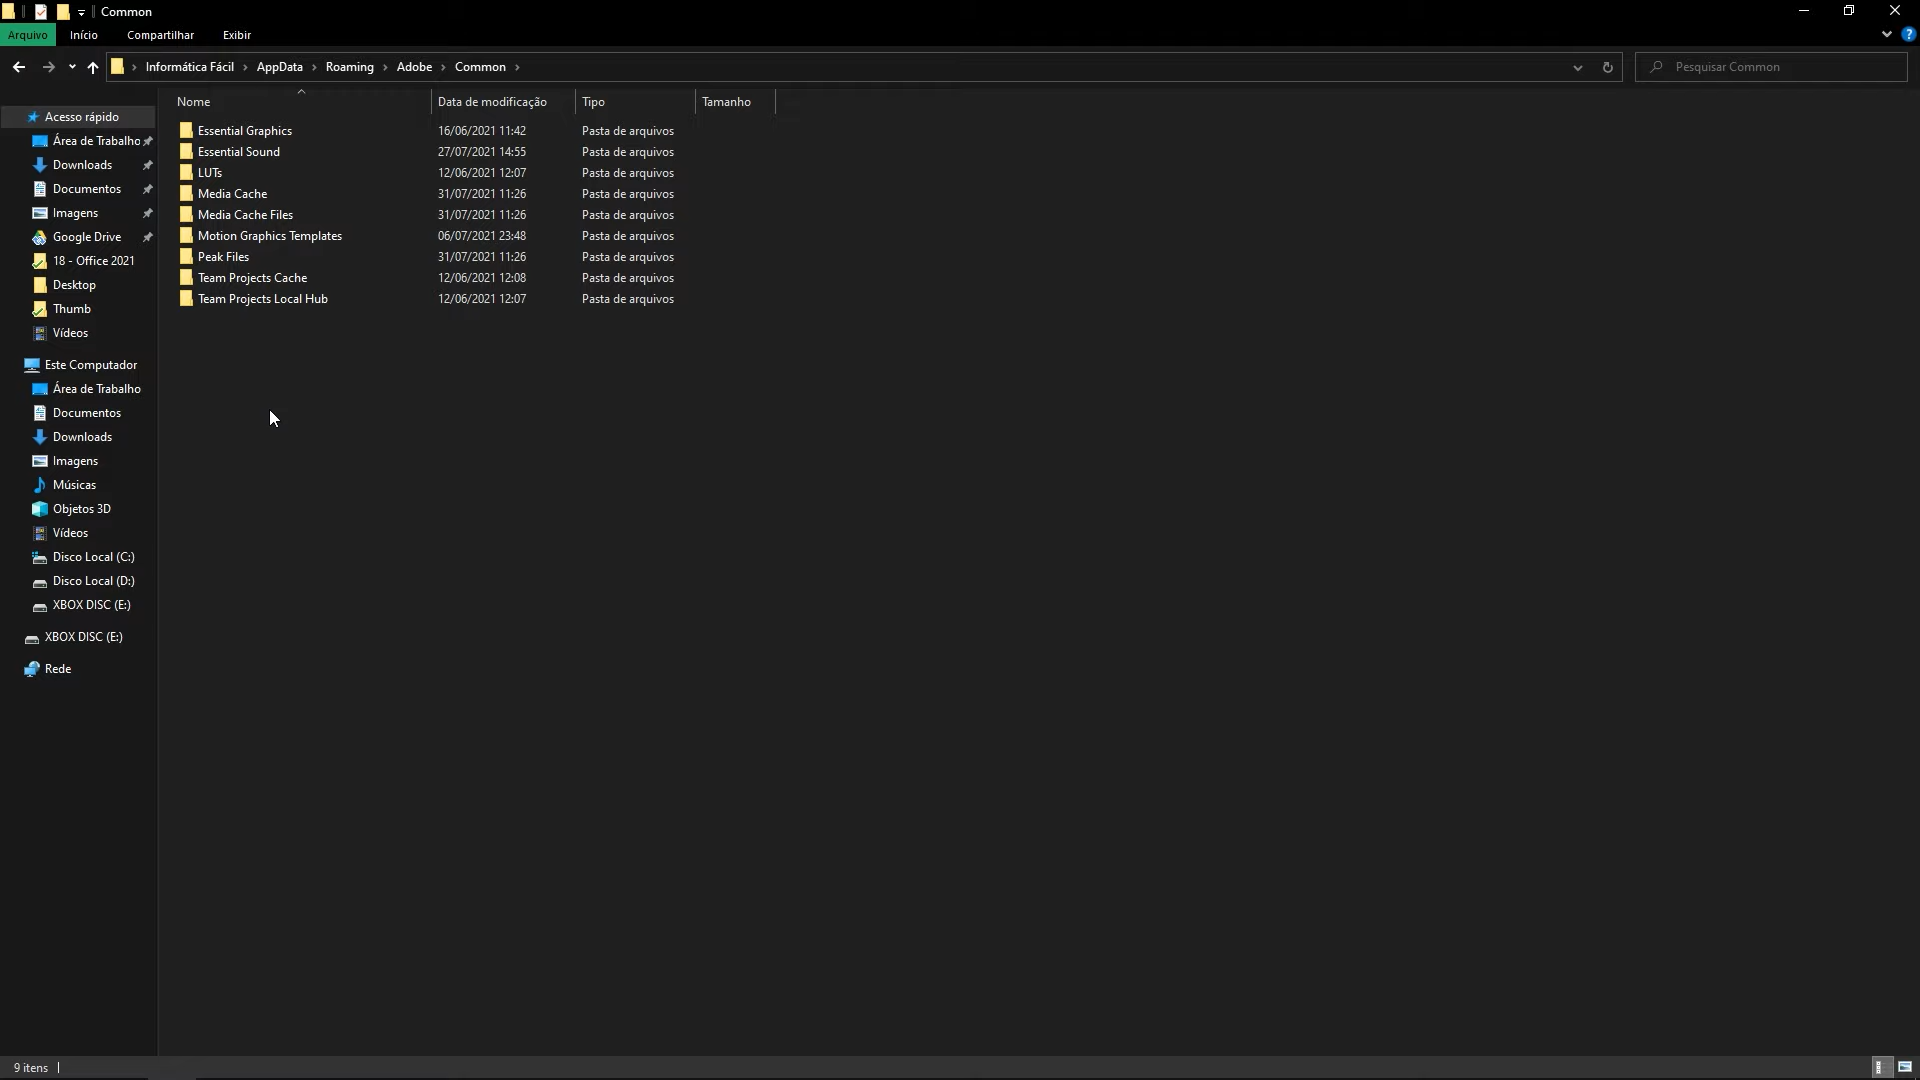 Common
Arquivo Início Compartilhar Exibir
Informática Fácil AppData Roaming Adobe Common
Pesquisar Common
Nome Data de modificação Tipo Tamanho
Essential Graphics 16/06/2021 11:42 Pasta de arquivos
Essential Sound 27/07/2021 14:55 Pasta de arquivos
LUTs 12/06/2021 12:07 Pasta de arquivos
Media Cache 31/07/2021 11:26 Pasta de arquivos
Media Cache Files 31/07/2021 11:26 Pasta de arquivos
Motion Graphics Templates 06/07/2021 23:48 Pasta de arquivos
Peak Files 31/07/2021 11:26 Pasta de arquivos
Team Projects Cache 12/06/2021 12:08 Pasta de arquivos
Team Projects Local Hub 12/06/2021 12:07 Pasta de arquivos
Acesso rápido
Área de Trabalho
Downloads
Documentos
Imagens
Google Drive
18 - Office 2021
Desktop
Thumb
Vídeos
Este Computador
Área de Trabalho
Documentos
Downloads
Imagens
Músicas
Objetos 3D
Vídeos
Disco Local (C:)
Disco Local (D:)
XBOX DISC (E:)
XBOX DISC (E:)
Rede
9 itens